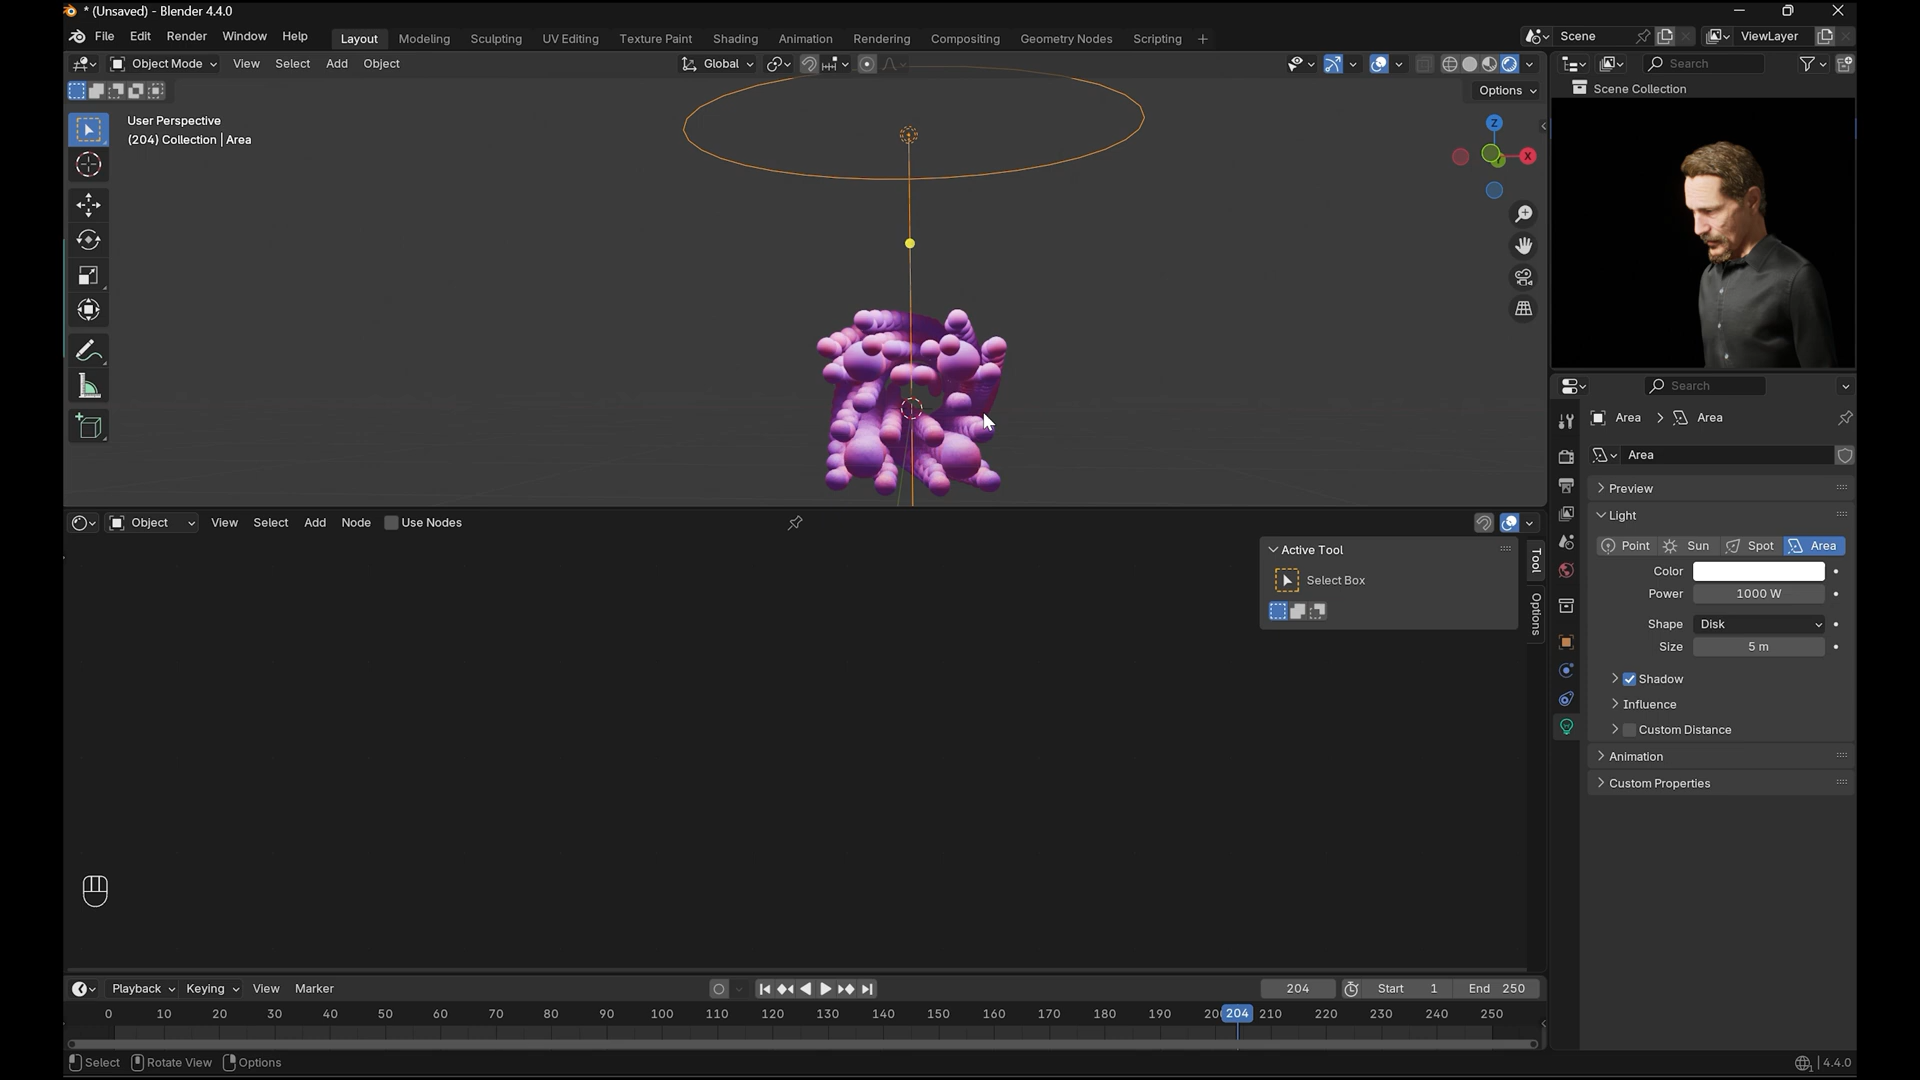 * (Unsaved) - Blender 4.4.0
File Edit Render Window Help Layout Modeling Sculpting UV Editing Texture Paint Shading Animation Rendering Compositing Geometry Nodes Scripting + Scene ViewLayer
Object Mode View Select Add Object Global Search
Options Scene Collection
User Perspective
(204) Collection | Area
Z
X
Search
Area > Area
Area
Preview
Light
Object View Select Add Node Use Nodes
Active Tool
Point Sun Spot Area
Select Box
Tool
Options
Color
Power 1000 W
Shape Disk
Size 5 m
Shadow
Influence
Custom Distance
Animation
Custom Properties
Playback Keying View Marker 204 Start 1 End 250
0 10 20 30 40 50 60 70 80 90 100 110 120 130 140 150 160 170 180 190 20 204 210 220 230 240 250
Select Rotate View Options 4.4.0